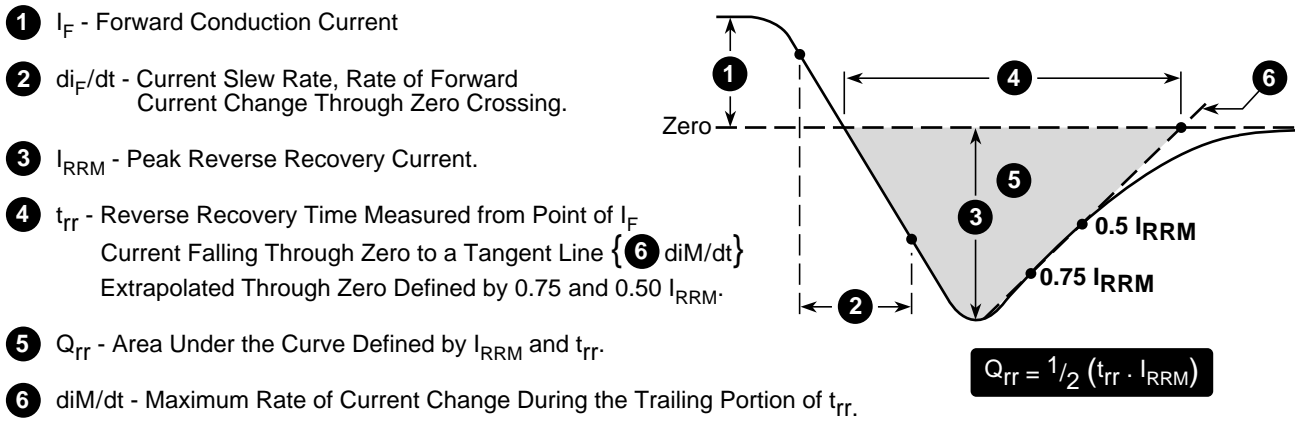 1 I_F - Forward Conduction Current
2 di_F/dt - Current Slew Rate, Rate of Forward
Current Change Through Zero Crossing.
3 I_RRM - Peak Reverse Recovery Current.
4 t_rr - Reverse Recovery Time Measured from Point of I_F
Current Falling Through Zero to a Tangent Line { 6 diM/dt}
Extrapolated Through Zero Defined by 0.75 and 0.50 I_RRM.
5 Q_rr - Area Under the Curve Defined by I_RRM and t_rr.
6 diM/dt - Maximum Rate of Current Change During the Trailing Portion of t_rr.
1
4
6
Zero
5
3
0.5 I_RRM
0.75 I_RRM
2
Q_rr = 1/2 (t_rr . I_RRM)